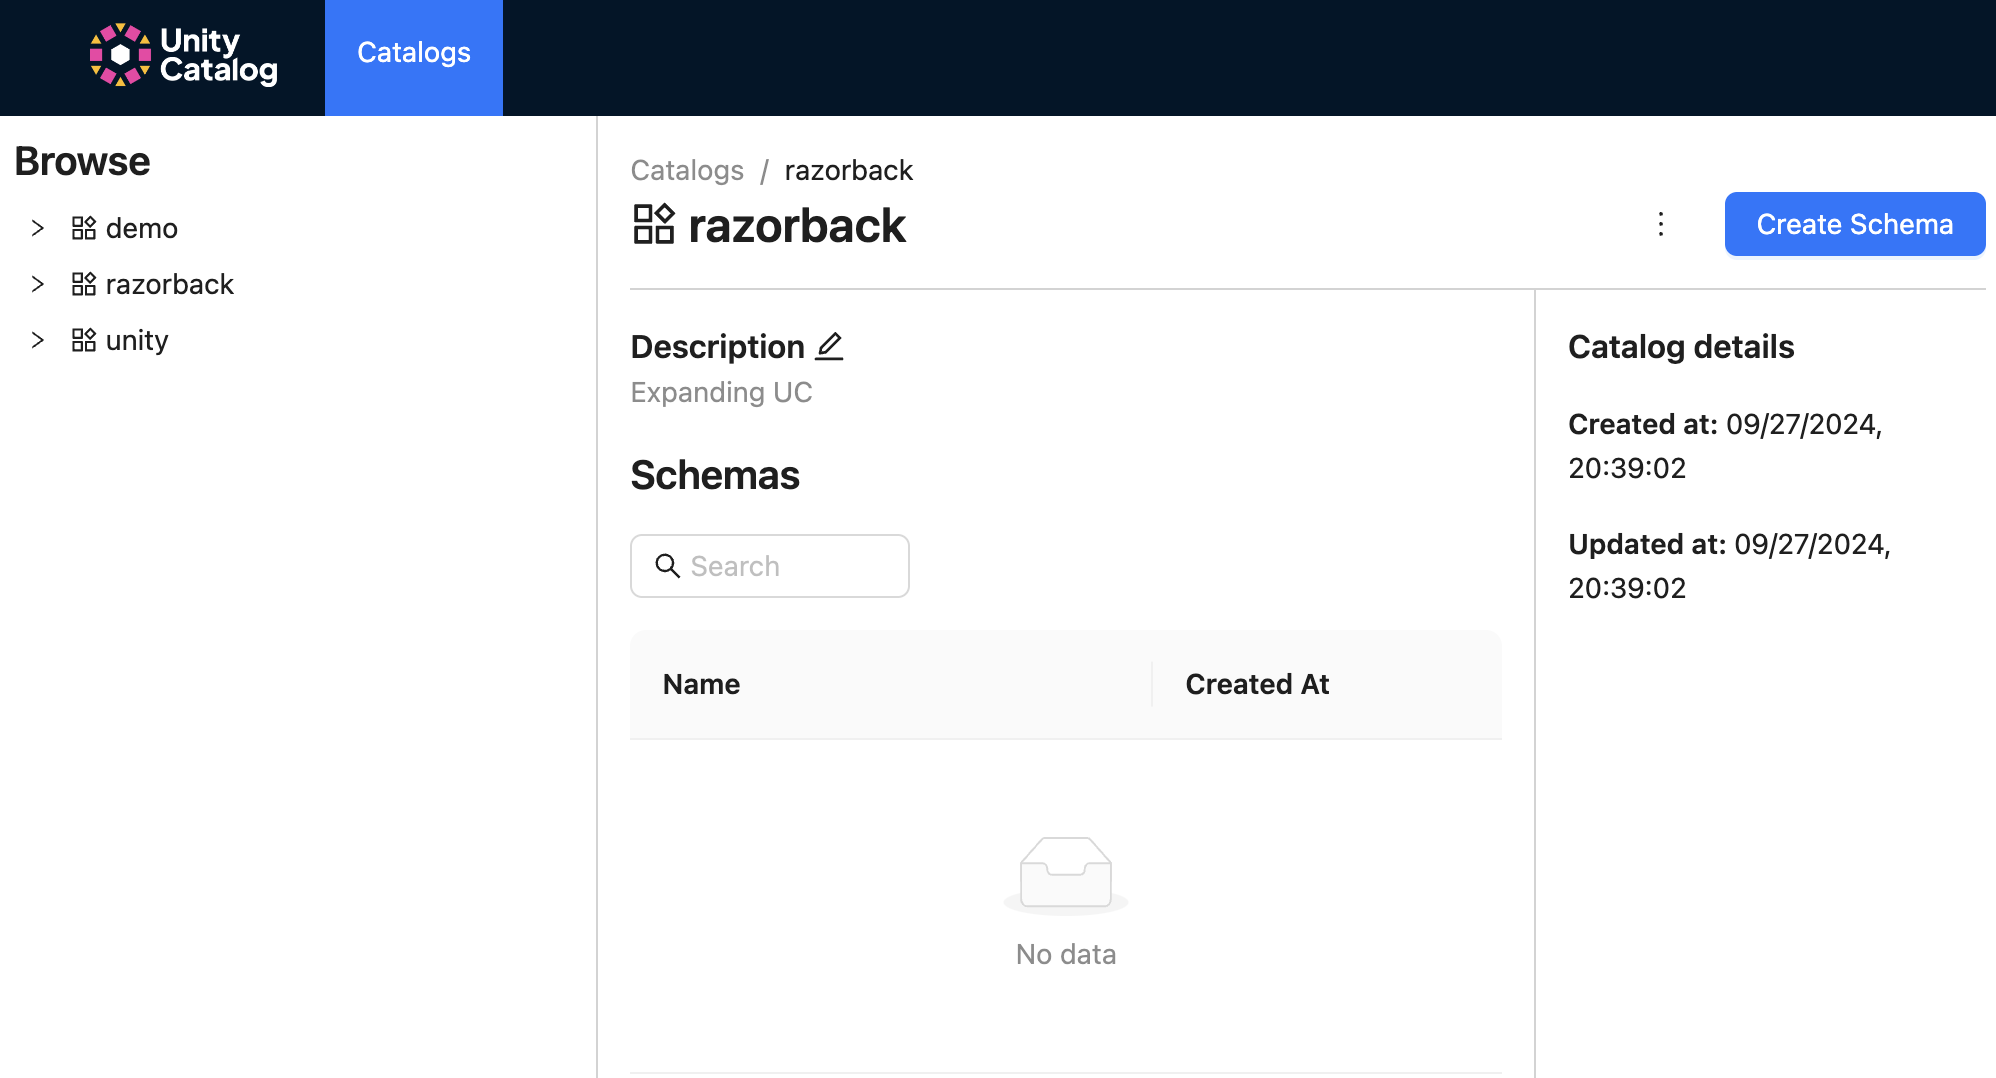 Unity
Catalog
Catalogs
Browse
demo
razorback
unity
Catalogs / razorback
razorback
Create Schema
Description
Expanding UC
Schemas
Search
Name
Created At
No data
Catalog details
Created at: 09/27/2024,
20:39:02
Updated at: 09/27/2024,
20:39:02